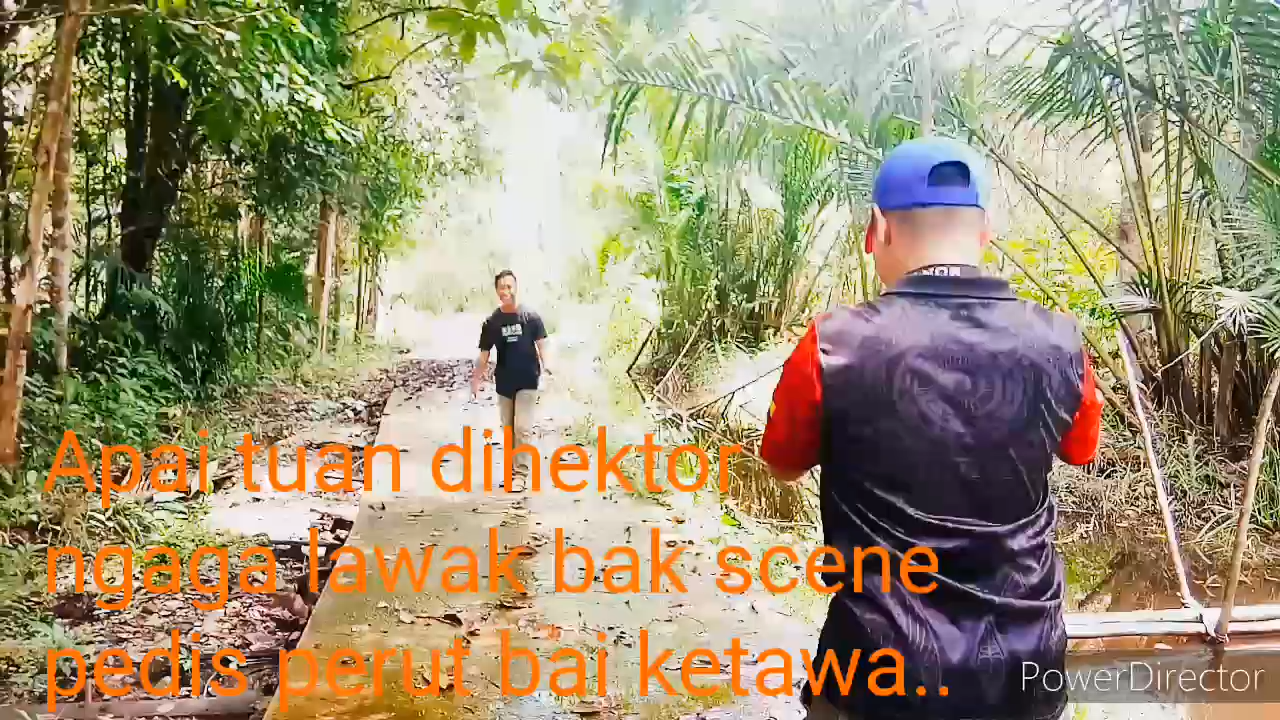 Apai tuan dihektor
ngaga lawak bak scene
pedis perut bai ketawa..
PowerDirector